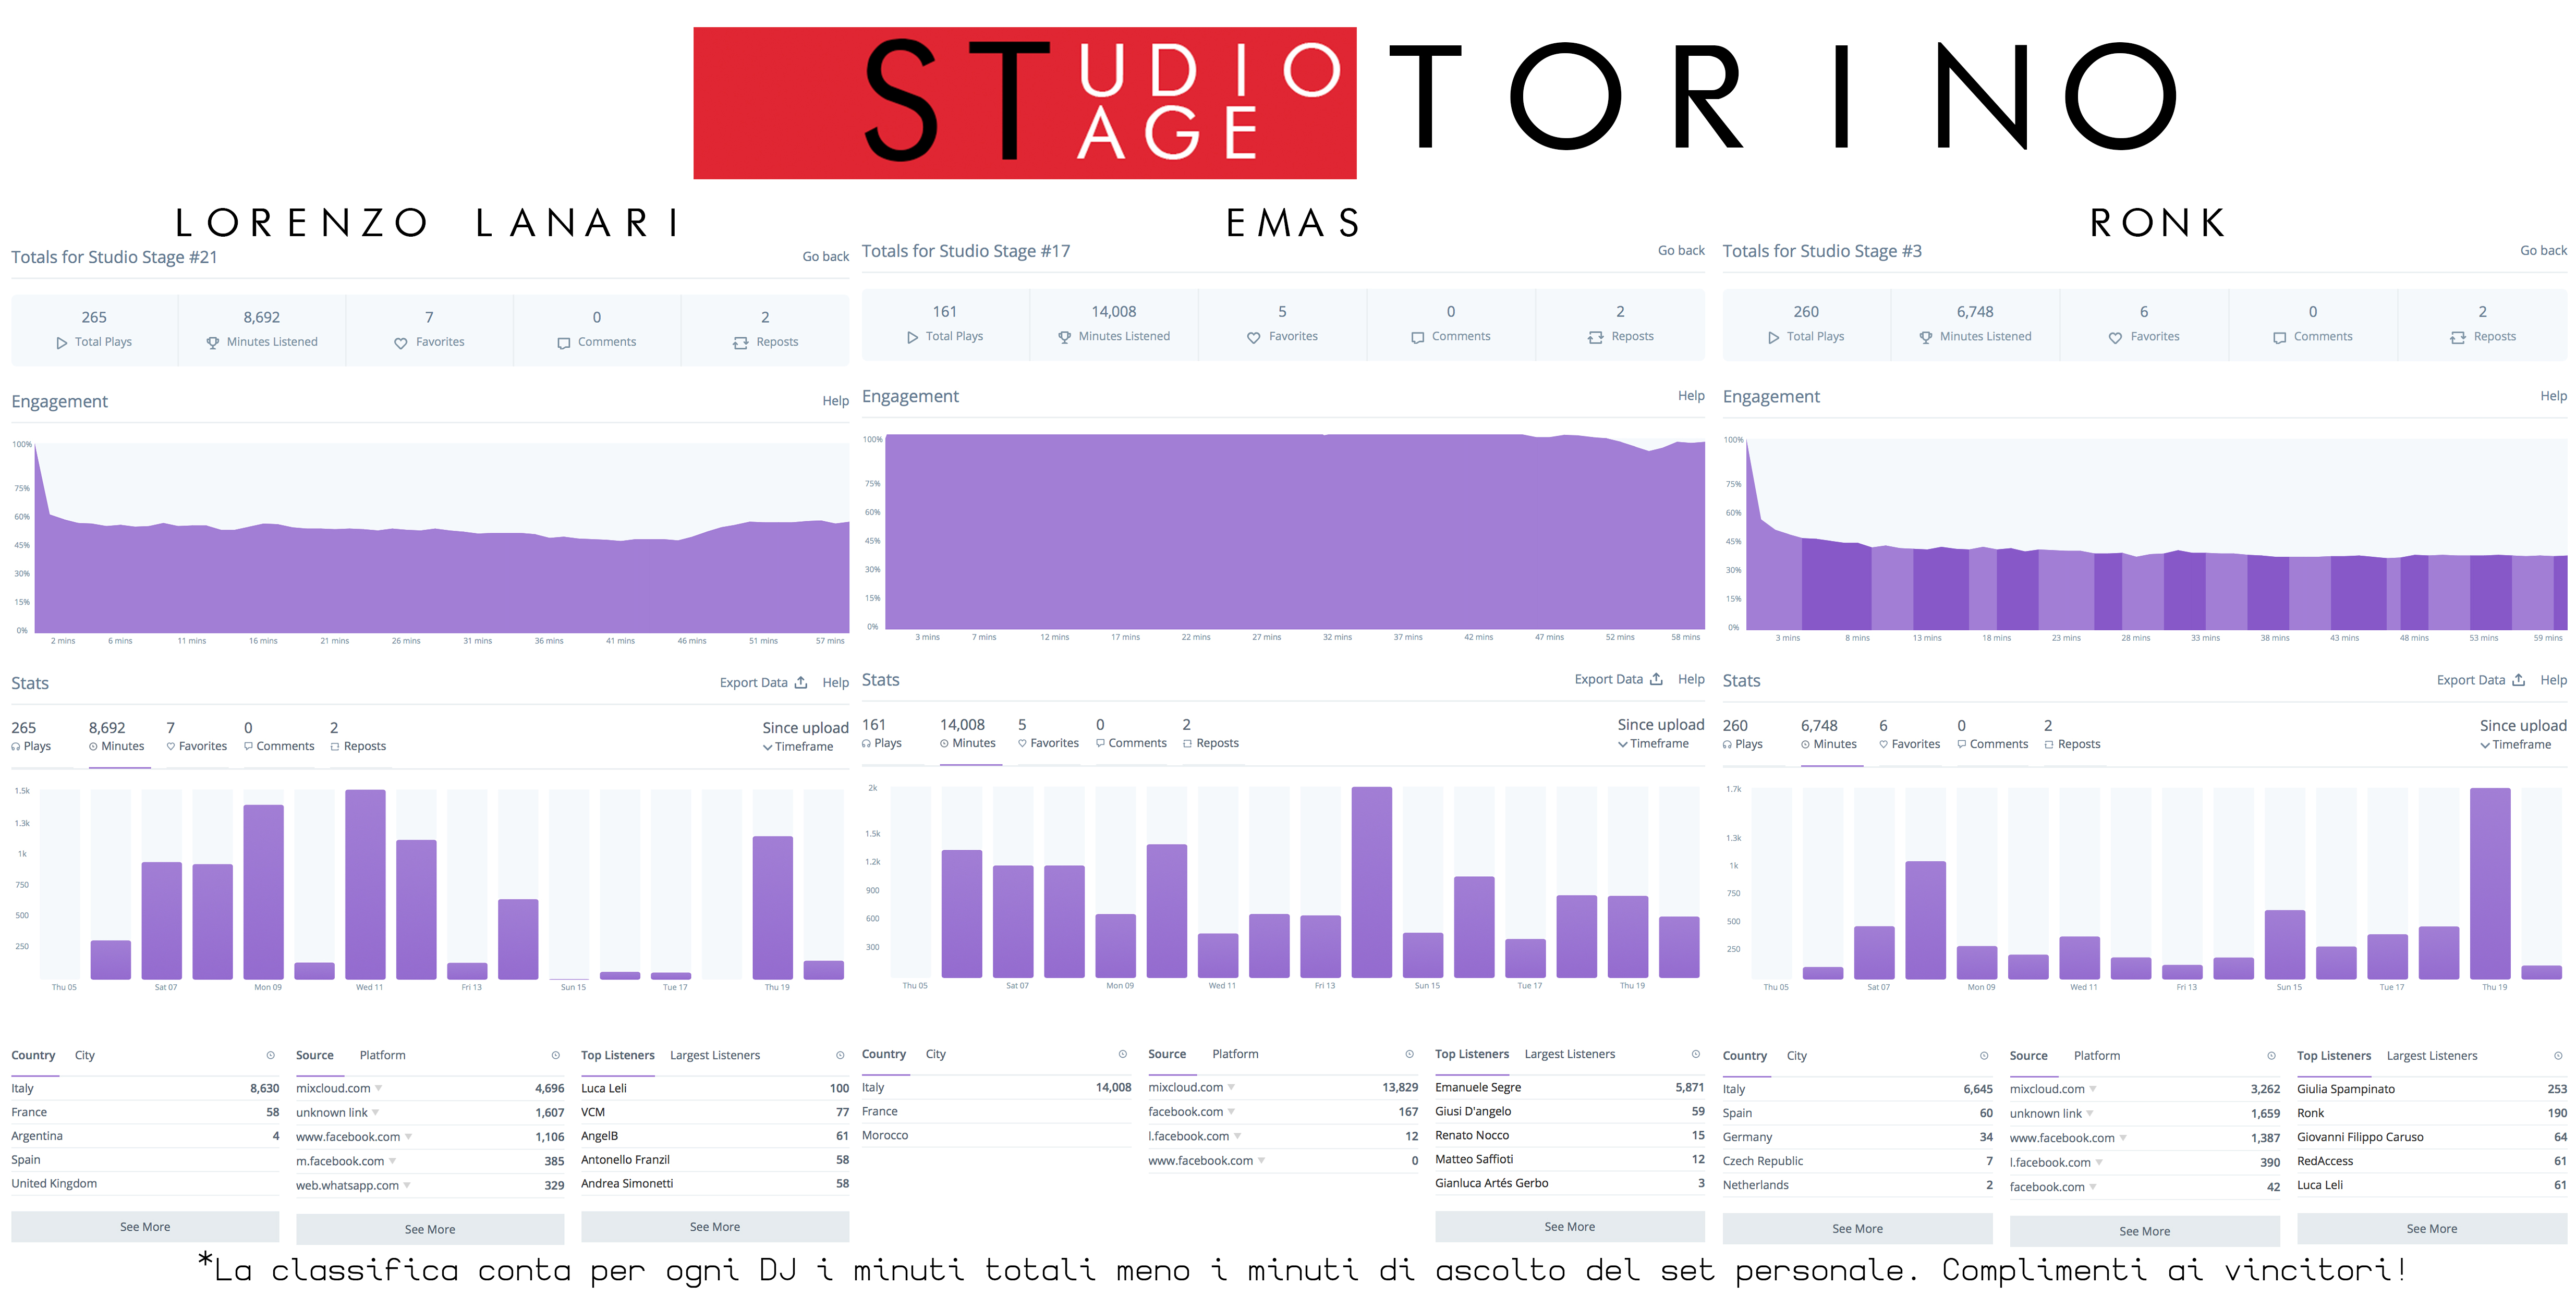 STUDIO STAGE TORINO
LORENZO LANARI
Totals for Studio Stage #21 Go back
265 8,692 7 0 2
Total Plays Minutes Listened Favorites Comments Reposts
Engagement Help
100%
75%
60%
45%
30%
15%
0%
2 mins 6 mins 11 mins 16 mins 21 mins 26 mins 31 mins 36 mins 41 mins 46 mins 51 mins 57 mins
Stats Export Data Help
265 8,692 7 0 2 Since upload
Plays Minutes Favorites Comments Reposts Timeframe
1.5k
1.3k
1k
750
500
250
Thu 05 Sat 07 Mon 09 Wed 11 Fri 13 Sun 15 Tue 17 Thu 19
Country City
Italy 8,630
France 58
Argentina 4
Spain
United Kingdom
See More
Source Platform
mixcloud.com 4,696
unknown link 1,607
www.facebook.com 1,106
m.facebook.com 385
web.whatsapp.com 329
See More
Top Listeners Largest Listeners
Luca Leli 100
VCM 77
AngelB 61
Antonello Franzil 58
Andrea Simonetti 58
See More
EMAS
Totals for Studio Stage #17 Go back
161 14,008 5 0 2
Total Plays Minutes Listened Favorites Comments Reposts
Engagement Help
100%
75%
60%
45%
30%
15%
0%
3 mins 7 mins 12 mins 17 mins 22 mins 27 mins 32 mins 37 mins 42 mins 47 mins 52 mins 58 mins
Stats Export Data Help
161 14,008 5 0 2 Since upload
Plays Minutes Favorites Comments Reposts Timeframe
2k
1.5k
1.2k
900
600
300
Thu 05 Sat 07 Mon 09 Wed 11 Fri 13 Sun 15 Tue 17 Thu 19
Country City
Italy 14,008
France
Morocco
Source Platform
mixcloud.com 13,829
facebook.com 167
l.facebook.com 12
www.facebook.com 0
Top Listeners Largest Listeners
Emanuele Segre 5,871
Giusi D'angelo 59
Renato Nocco 15
Matteo Saffioti 12
Gianluca Artés Gerbo 3
See More
RONK
Totals for Studio Stage #3 Go back
260 6,748 6 0 2
Total Plays Minutes Listened Favorites Comments Reposts
Engagement Help
100%
75%
60%
45%
30%
15%
0%
3 mins 8 mins 13 mins 18 mins 23 mins 28 mins 33 mins 38 mins 43 mins 48 mins 53 mins 59 mins
Stats Export Data Help
260 6,748 6 0 2 Since upload
Plays Minutes Favorites Comments Reposts Timeframe
1.7k
1.3k
1k
750
500
250
Thu 05 Sat 07 Mon 09 Wed 11 Fri 13 Sun 15 Tue 17 Thu 19
Country City
Italy 6,645
Spain 60
Germany 34
Czech Republic 7
Netherlands 2
See More
Source Platform
mixcloud.com 3,262
unknown link 1,659
www.facebook.com 1,387
l.facebook.com 390
facebook.com 42
See More
Top Listeners Largest Listeners
Giulia Spampinato 253
Ronk 190
Giovanni Filippo Caruso 64
RedAccess 61
Luca Leli 61
See More
*La classifica conta per ogni DJ i minuti totali meno i minuti di ascolto del set personale. Complimenti ai vincitori!